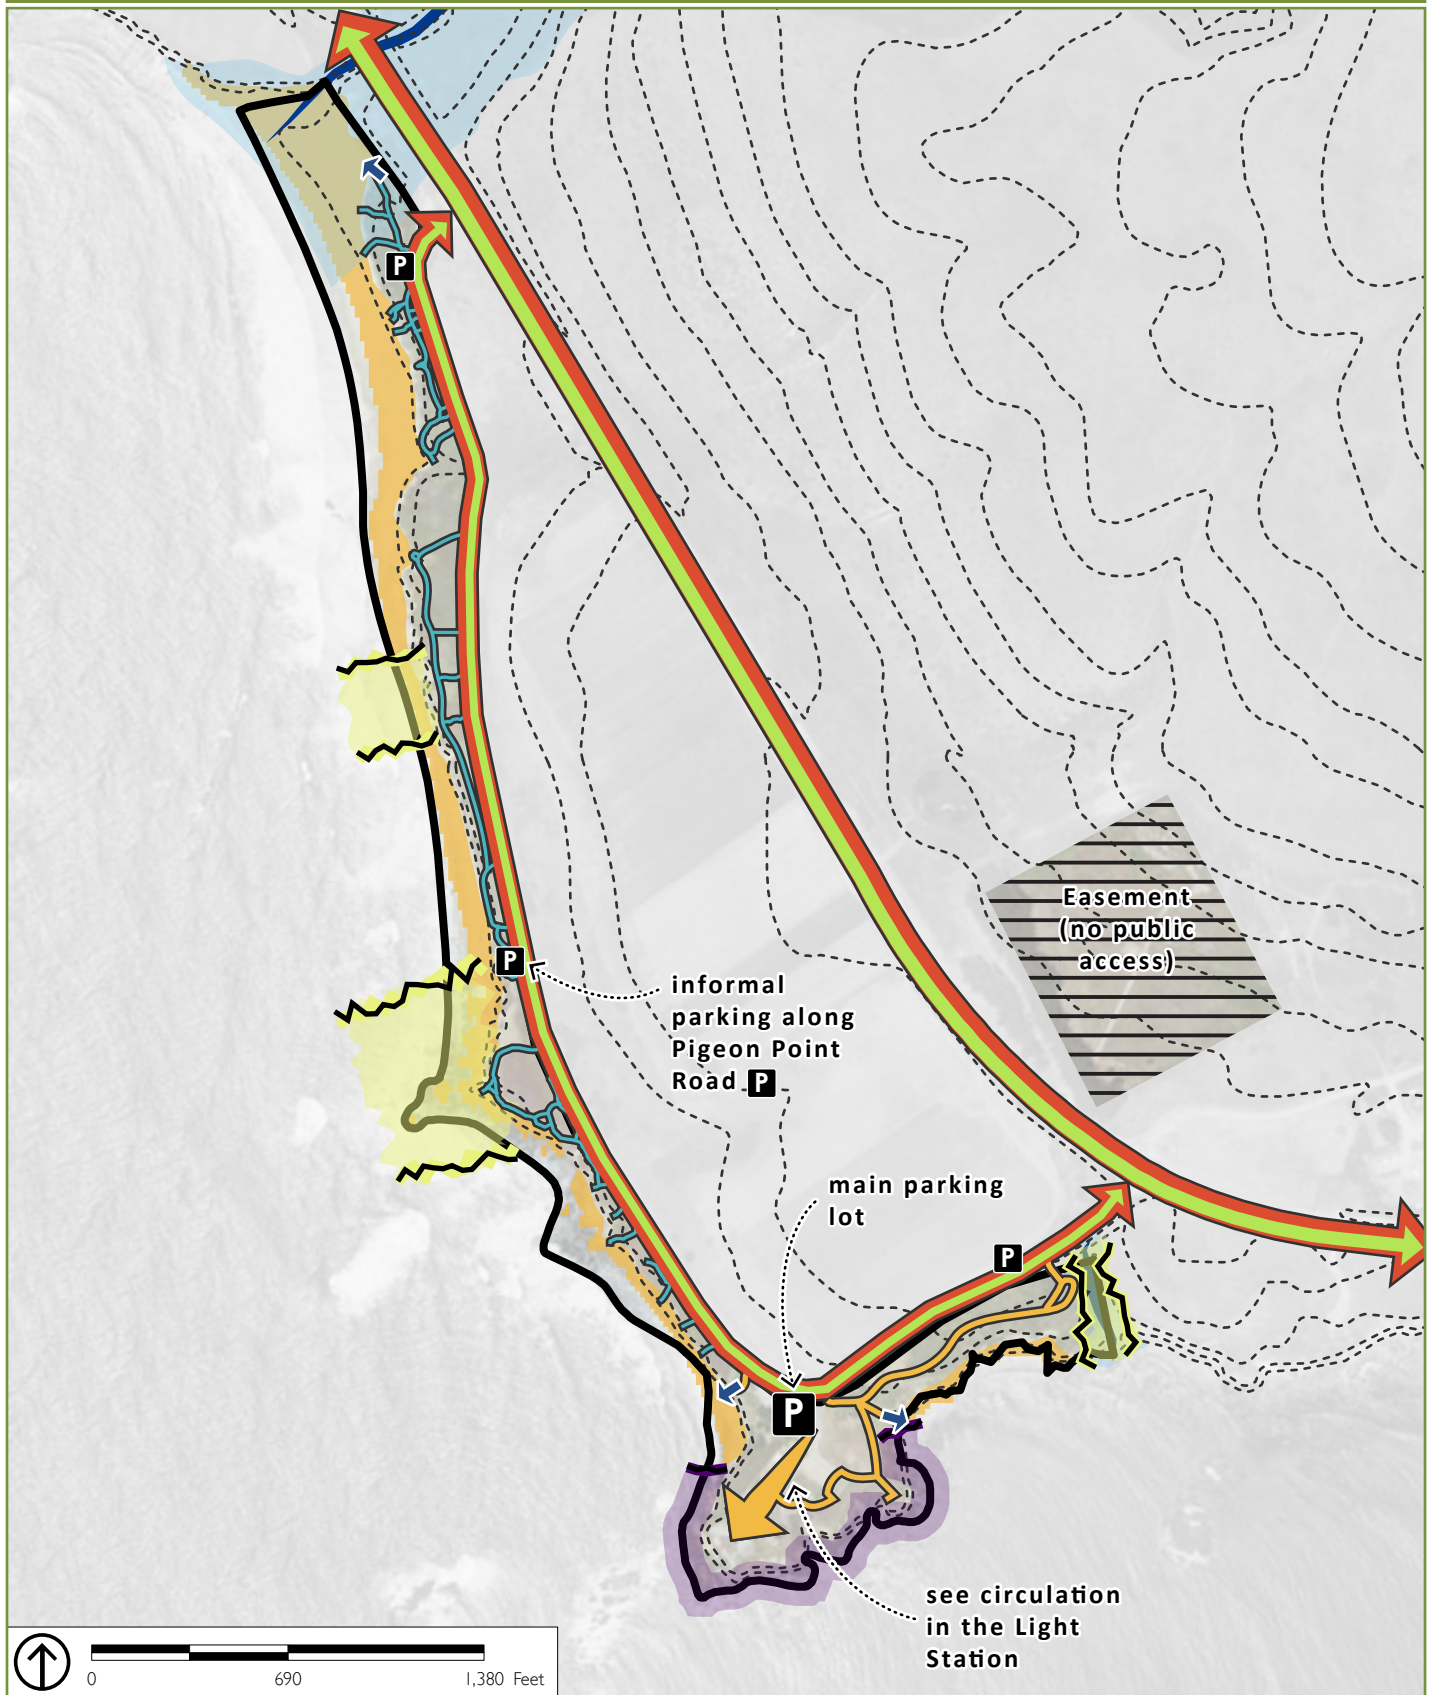 P
Easement
(no public
access)
P
informal
parking along
Pigeon Point
Road P
main parking
lot
P
P
see circulation
in the Light
Station
0 690 1,380 Feet